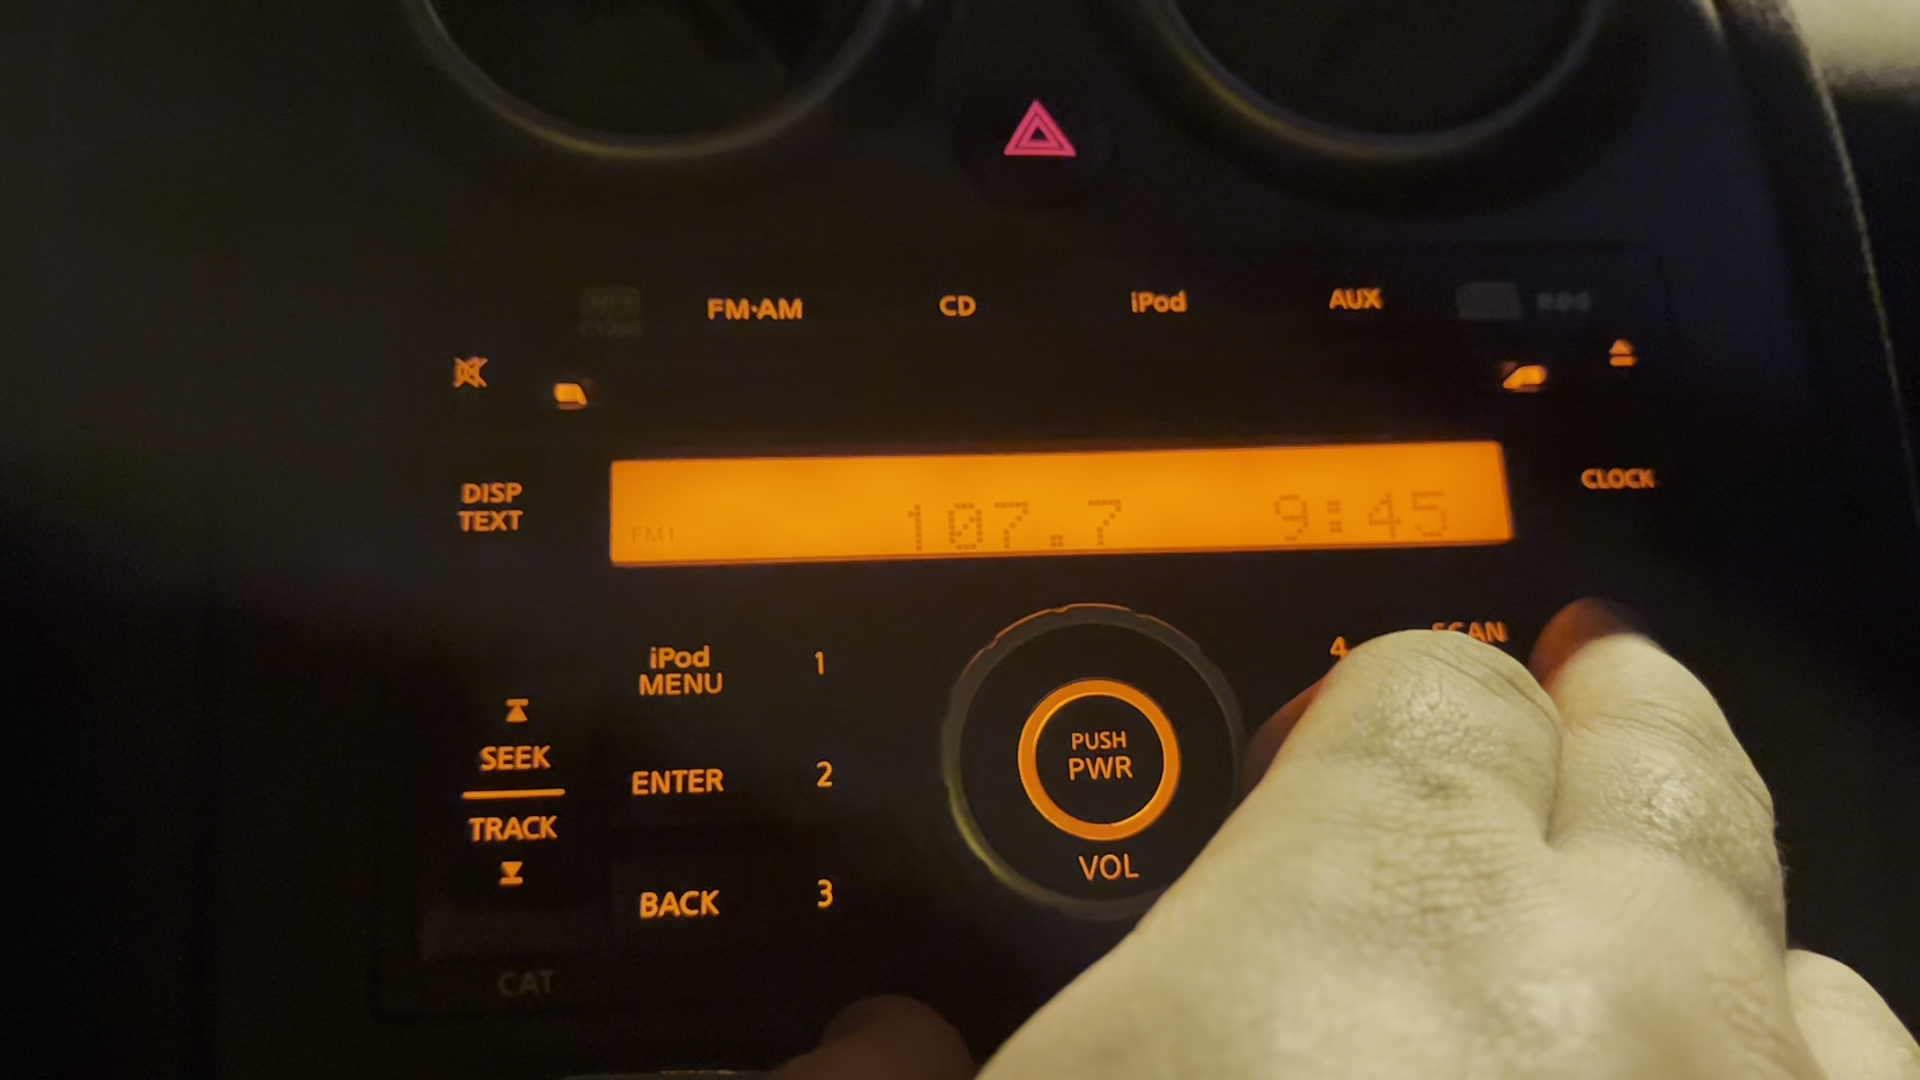 FM·AM CD iPod AUX RDS
DISP
TEXT
CLOCK
FM1 107.7 9:45
iPod
MENU
1
4
SCAN
SEEK
TRACK
ENTER
2
PUSH
PWR
VOL
BACK
3
CAT